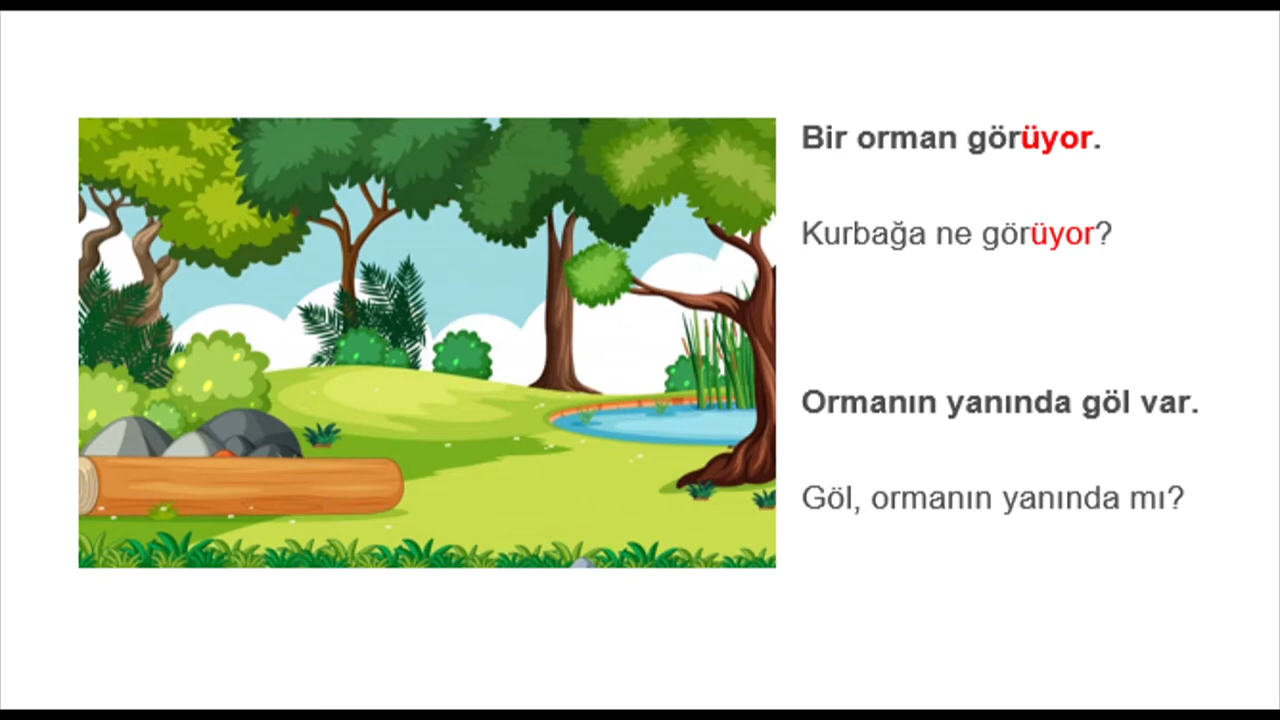 Bir orman görüyor.
Kurbağa ne görüyor?
Ormanın yanında göl var.
Göl, ormanın yanında mı?